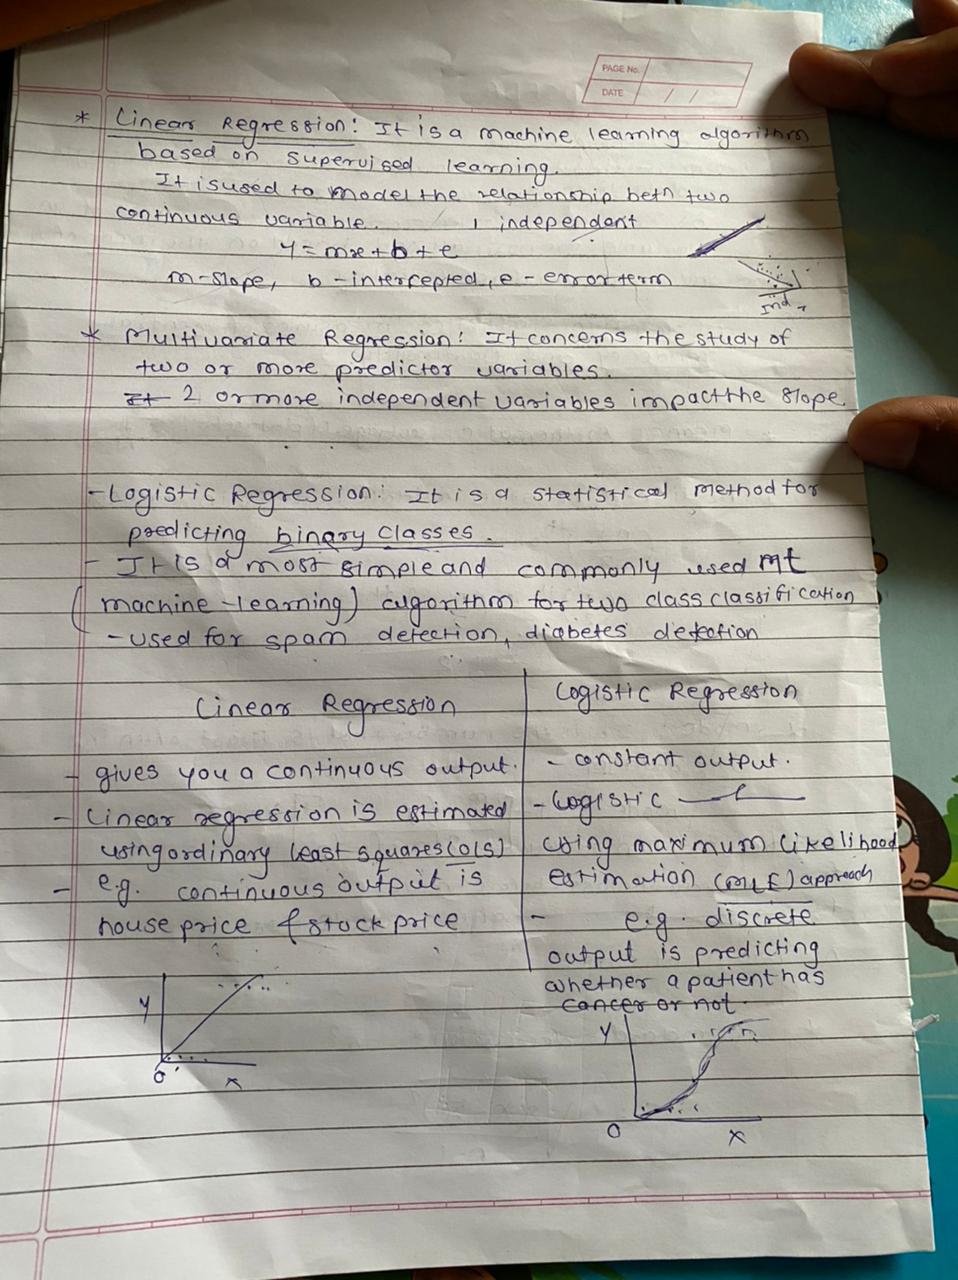 PAGE No.
DATE / /
* Linear Regression: It is a machine learning algorithm
based on supervised learning.
It is used to model the relationship betn two
continuous variable. 1 independent
y = mx + b + e
m-slope, b - intercepted, e - error term
Ind
* Multivariate Regression: It concerns the study of
two or more predictor variables.
It 2 or more independent variables impact the slope
- Logistic Regression: It is a statistical method for
predicting binary classes.
- It is a most simple and commonly used mt
(machine-learning) algorithm for two class classification
- used for spam detection, diabetes detection
Linear Regression
- gives you a continuous output.
- Linear regression is estimated
using ordinary least squares (OLS)
- e.g. continuous output is
house price & stock price
y
0
x
Logistic Regression
- constant output.
- Logistic
using maximum likelihood
estimation (MLE) approach
- e.g. discrete
output is predicting
whether a patient has
cancer or not.
y
0
x